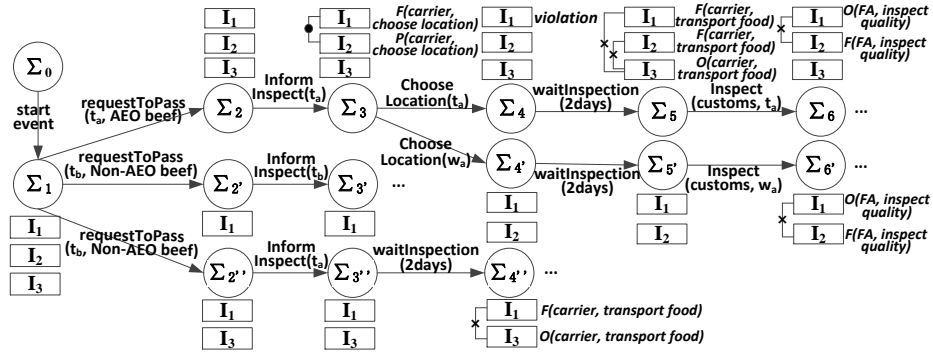 I1
F(carrier,
choose location)
I2
P(carrier,
choose location)
I3
I1
I2
I3
I1
violation
I2
I3
F(carrier,
transport food)
I1
F(carrier,
transport food)
I2
O(carrier,
transport food)
I3
O(FA, inspect
quality)
I1
I2
F(FA, inspect
quality)
I3
Σ0
start
event
requestToPass
(ta, AEO beef)
Σ2
Inform
Inspect(ta)
Σ3
Choose
Location(ta)
Σ4
waitInspection
(2days)
Σ5
Inspect
(customs, ta)
Σ6
...
Σ1
requestToPass
(tb, Non-AEO beef)
Σ2'
Inform
Inspect(tb)
Σ3'
...
Choose
Location(wa)
Σ4'
waitInspection
(2days)
Σ5'
Inspect
(customs, wa)
Σ6'
...
I1
I2
I3
I1
I1
I1
I2
I1
I2
I1
O(FA, inspect
quality)
I2
F(FA, inspect
quality)
requestToPass
(tb, Non-AEO beef)
Σ2''
Inform
Inspect(ta)
Σ3''
waitInspection
(2days)
Σ4''
...
I1
I3
I1
I3
I1
F(carrier, transport food)
I3
O(carrier, transport food)